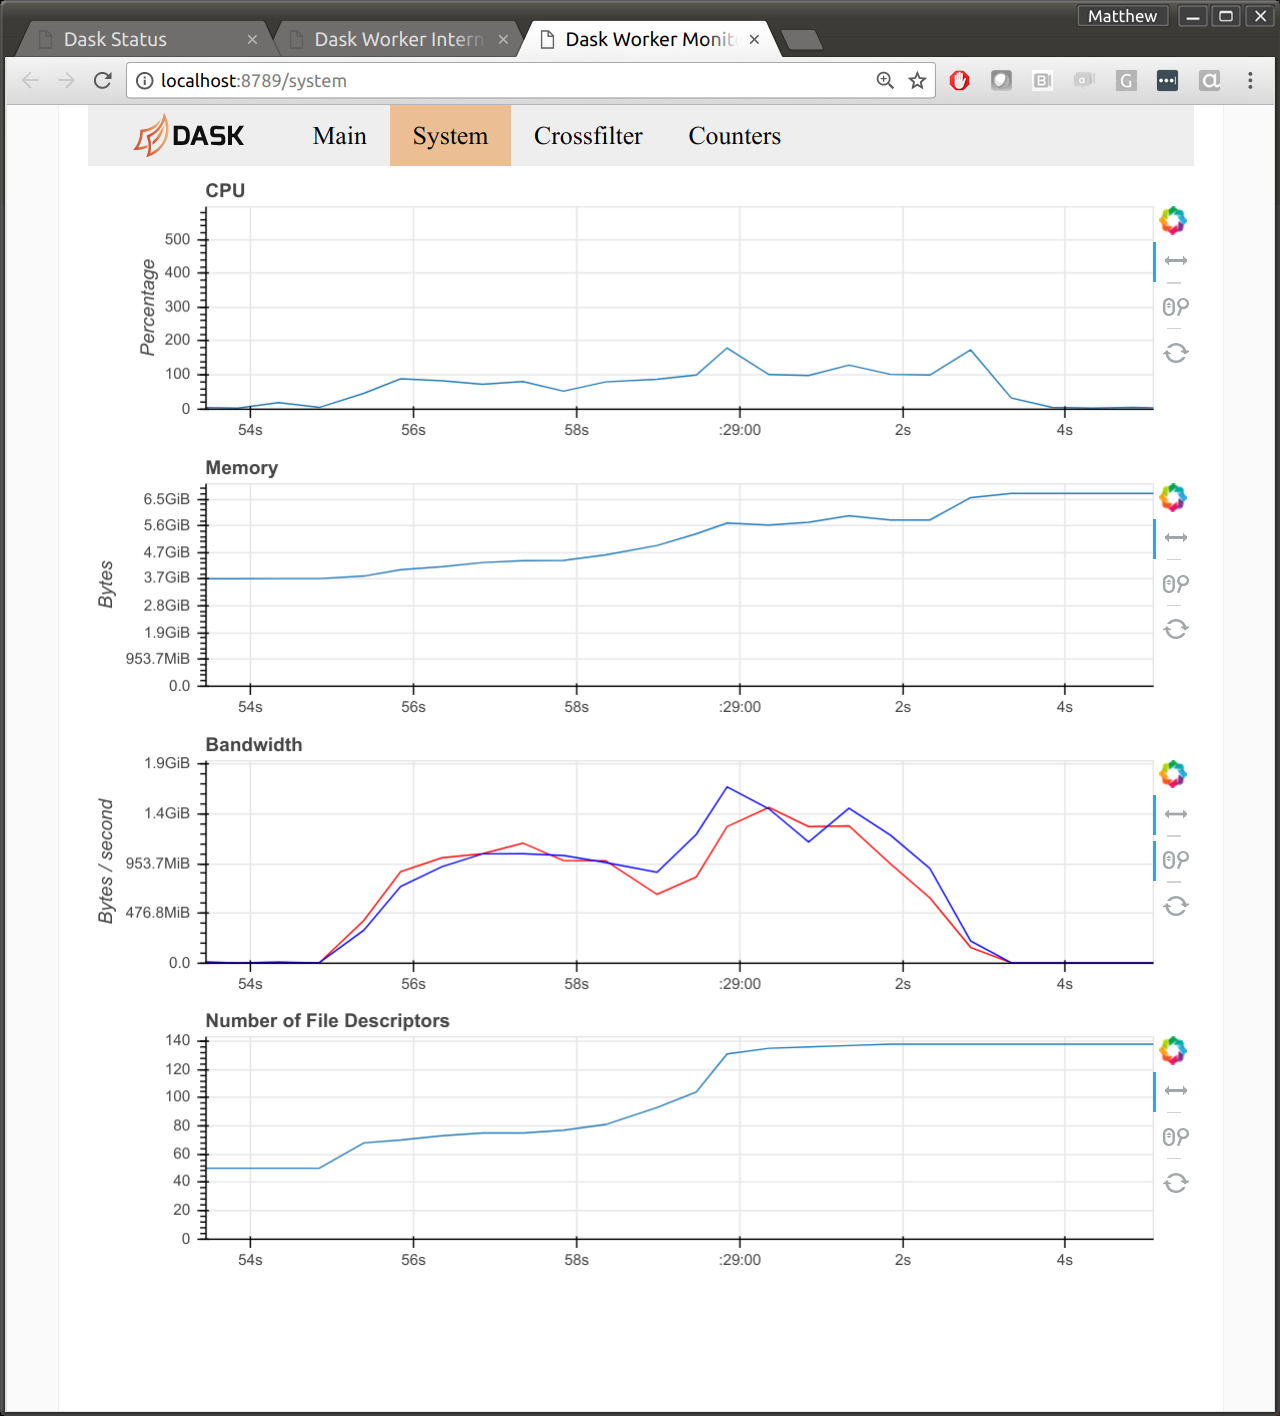 Matthew
Dask Status
Dask Worker Intern
Dask Worker Monit
localhost:8789/system
DASK Main System Crossfilter Counters
CPU
Percentage
500
400
300
200
100
0
54s 56s 58s :29:00 2s 4s
Memory
Bytes
6.5GiB
5.6GiB
4.7GiB
3.7GiB
2.8GiB
1.9GiB
953.7MiB
0.0
54s 56s 58s :29:00 2s 4s
Bandwidth
Bytes / second
1.9GiB
1.4GiB
953.7MiB
476.8MiB
0.0
54s 56s 58s :29:00 2s 4s
Number of File Descriptors
140
120
100
80
60
40
20
0
54s 56s 58s :29:00 2s 4s